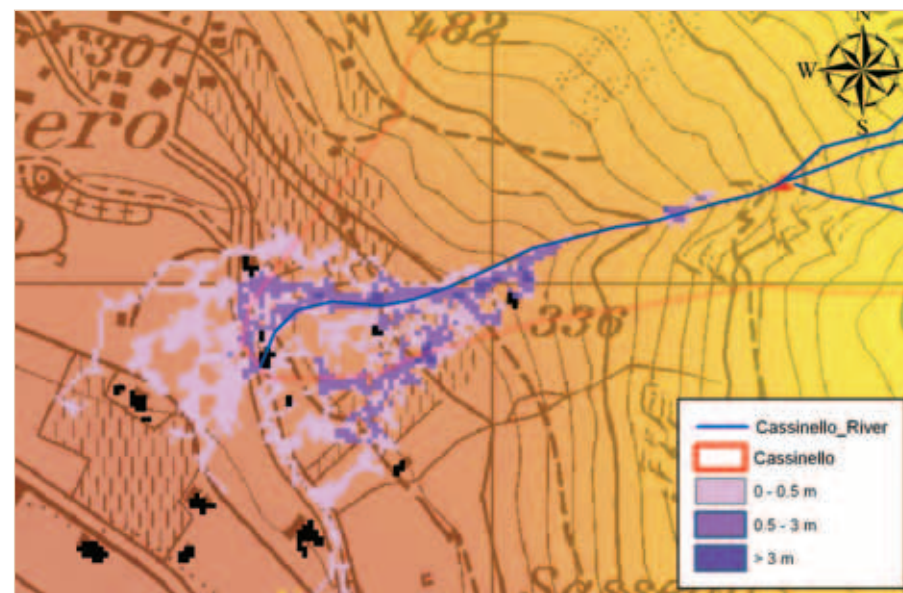 301
482
ero
N
W
S
336
Cassinello_River
Cassinello
0 - 0.5 m
0.5 - 3 m
> 3 m